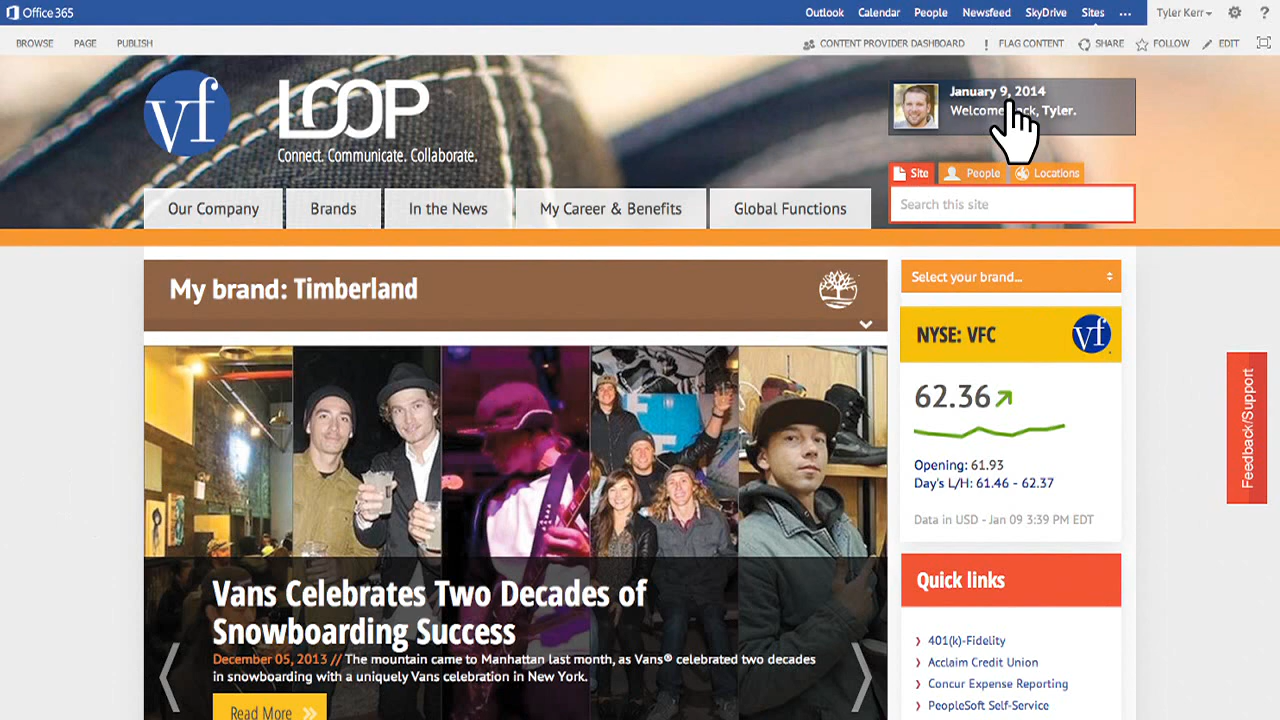 Office 365
Outlook Calendar People Newsfeed SkyDrive Sites ... Tyler Kerr ?
BROWSE PAGE PUBLISH
CONTENT PROVIDER DASHBOARD ! FLAG CONTENT SHARE FOLLOW EDIT
vf
LOOP
Connect. Communicate. Collaborate.
January 9, 2014
Welcome back, Tyler.
Site People Locations
Search this site
Our Company Brands In the News My Career & Benefits Global Functions
My brand: Timberland
Select your brand...
NYSE: VFC
vf
62.36
Opening: 61.93
Day's L/H: 61.46 - 62.37
Data in USD - Jan 09 3:39 PM EDT
Feedback/Support
Vans Celebrates Two Decades of
Snowboarding Success
December 05, 2013 // The mountain came to Manhattan last month, as Vans® celebrated two decades
in snowboarding with a uniquely Vans celebration in New York.
Read More
Quick links
401(k)-Fidelity
Acclaim Credit Union
Concur Expense Reporting
PeopleSoft Self-Service